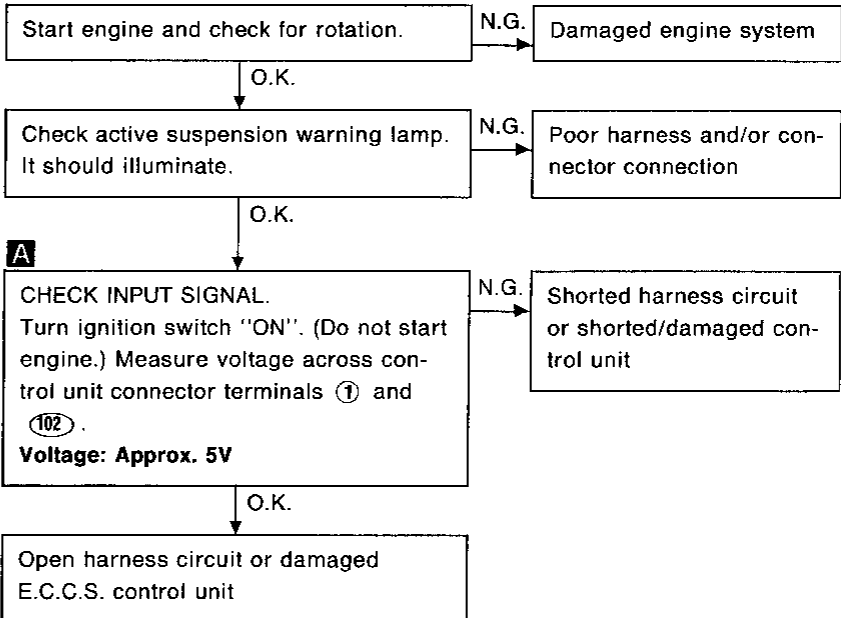 Start engine and check for rotation.
N.G.
Damaged engine system
O.K.
Check active suspension warning lamp.
It should illuminate.
N.G.
Poor harness and/or con-
nector connection
O.K.
A
CHECK INPUT SIGNAL.
Turn ignition switch "ON". (Do not start
engine.) Measure voltage across con-
trol unit connector terminals ① and
(102) .
Voltage: Approx. 5V
N.G.
Shorted harness circuit
or shorted/damaged con-
trol unit
O.K.
Open harness circuit or damaged
E.C.C.S. control unit